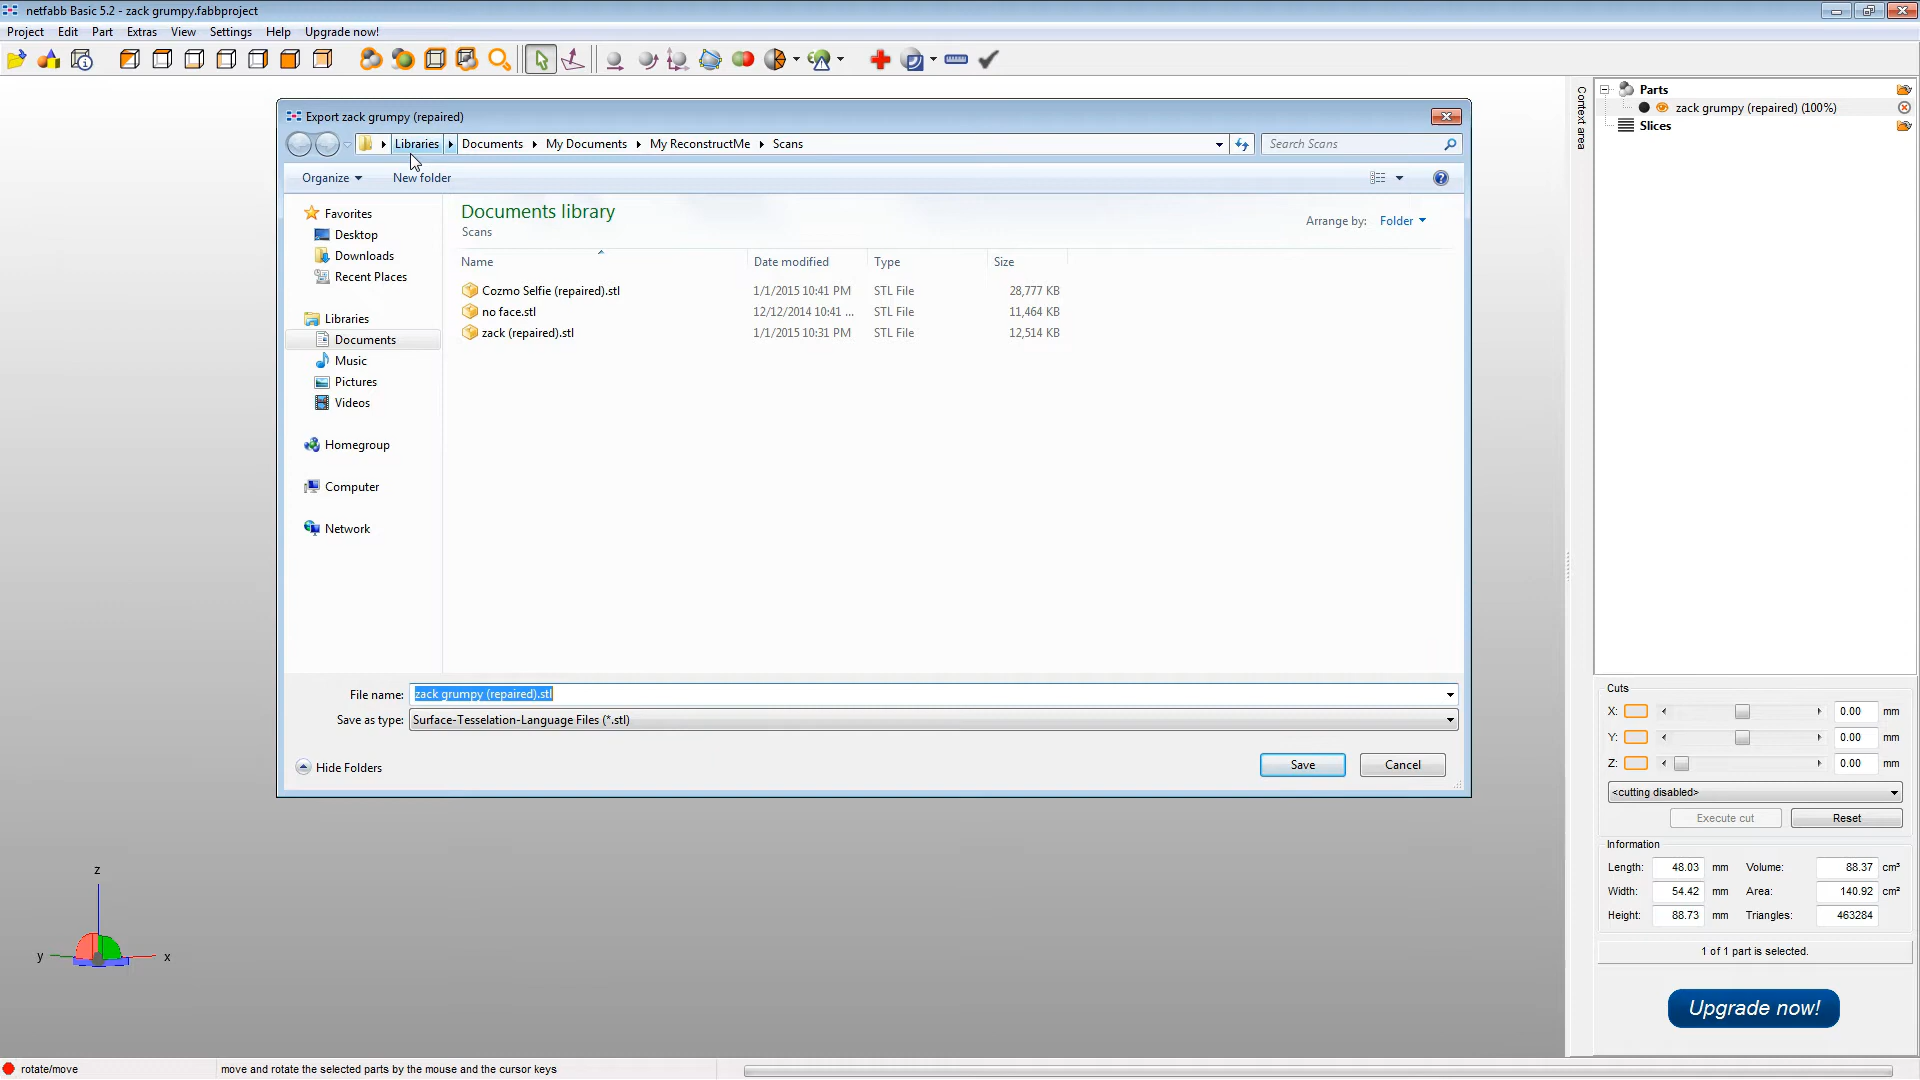 netfabb Basic 5.2 - zack grumpy.fabbproject
Project Edit Part Extras View Settings Help Upgrade now!
Export zack grumpy (repaired)
Libraries Documents My Documents My ReconstructMe Scans Search Scans
Organize New folder
Favorites
Desktop
Downloads
Recent Places
Libraries
Documents
Music
Pictures
Videos
Homegroup
Computer
Network
Documents library
Scans
Arrange by: Folder
Name Date modified Type Size
Cozmo Selfie (repaired).stl 1/1/2015 10:41 PM STL File 28,777 KB
no face.stl 12/12/2014 10:41 ... STL File 11,464 KB
zack (repaired).stl 1/1/2015 10:31 PM STL File 12,514 KB
File name: zack grumpy (repaired).stl
Save as type: Surface-Tesselation-Language Files (*.stl)
Hide Folders Save Cancel
Context area
Parts
zack grumpy (repaired) (100%)
Slices
Cuts
X: 0.00 mm
Y: 0.00 mm
Z: 0.00 mm
<cutting disabled>
Execute cut Reset
Information
Length: 48.03 mm Volume: 88.37 cm³
Width: 54.42 mm Area: 140.92 cm²
Height: 88.73 mm Triangles: 463284
1 of 1 part is selected.
Upgrade now!
z
y x
rotate/move move and rotate the selected parts by the mouse and the cursor keys